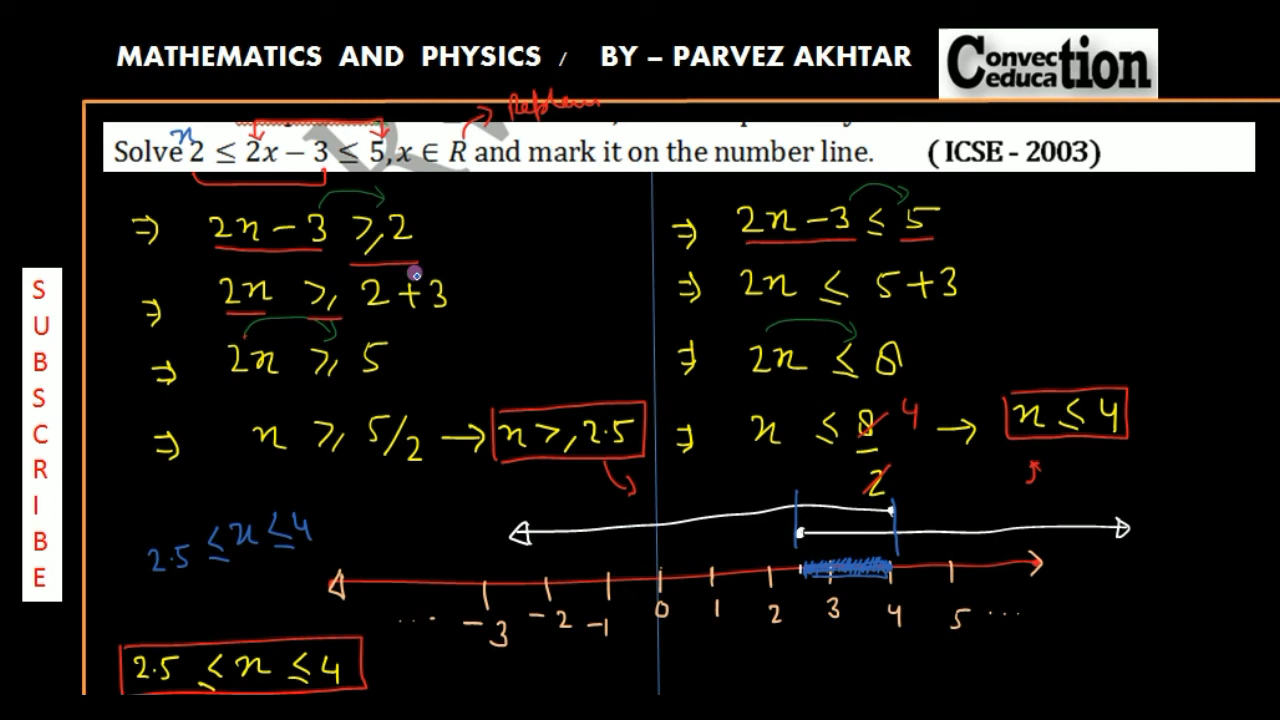 MATHEMATICS AND PHYSICS / BY – PARVEZ AKHTAR
Convection education
Solve 2 ≤ 2x − 3 ≤ 5, x ∈ R and mark it on the number line. ( ICSE - 2003)
n
⇒ 2x − 3 ≥ 2
⇒ 2x ≥ 2 + 3
⇒ 2x ≥ 5
⇒ x ≥ 5/2 → x ≥ 2.5
⇒ 2x − 3 ≤ 5
⇒ 2x ≤ 5 + 3
⇒ 2x ≤ 8
⇒ x ≤ 8/2 4 → x ≤ 4
2.5 ≤ x ≤ 4
... −3 −2 −1 0 1 2 3 4 5 ...
2.5 ≤ x ≤ 4
SUBSCRIBE